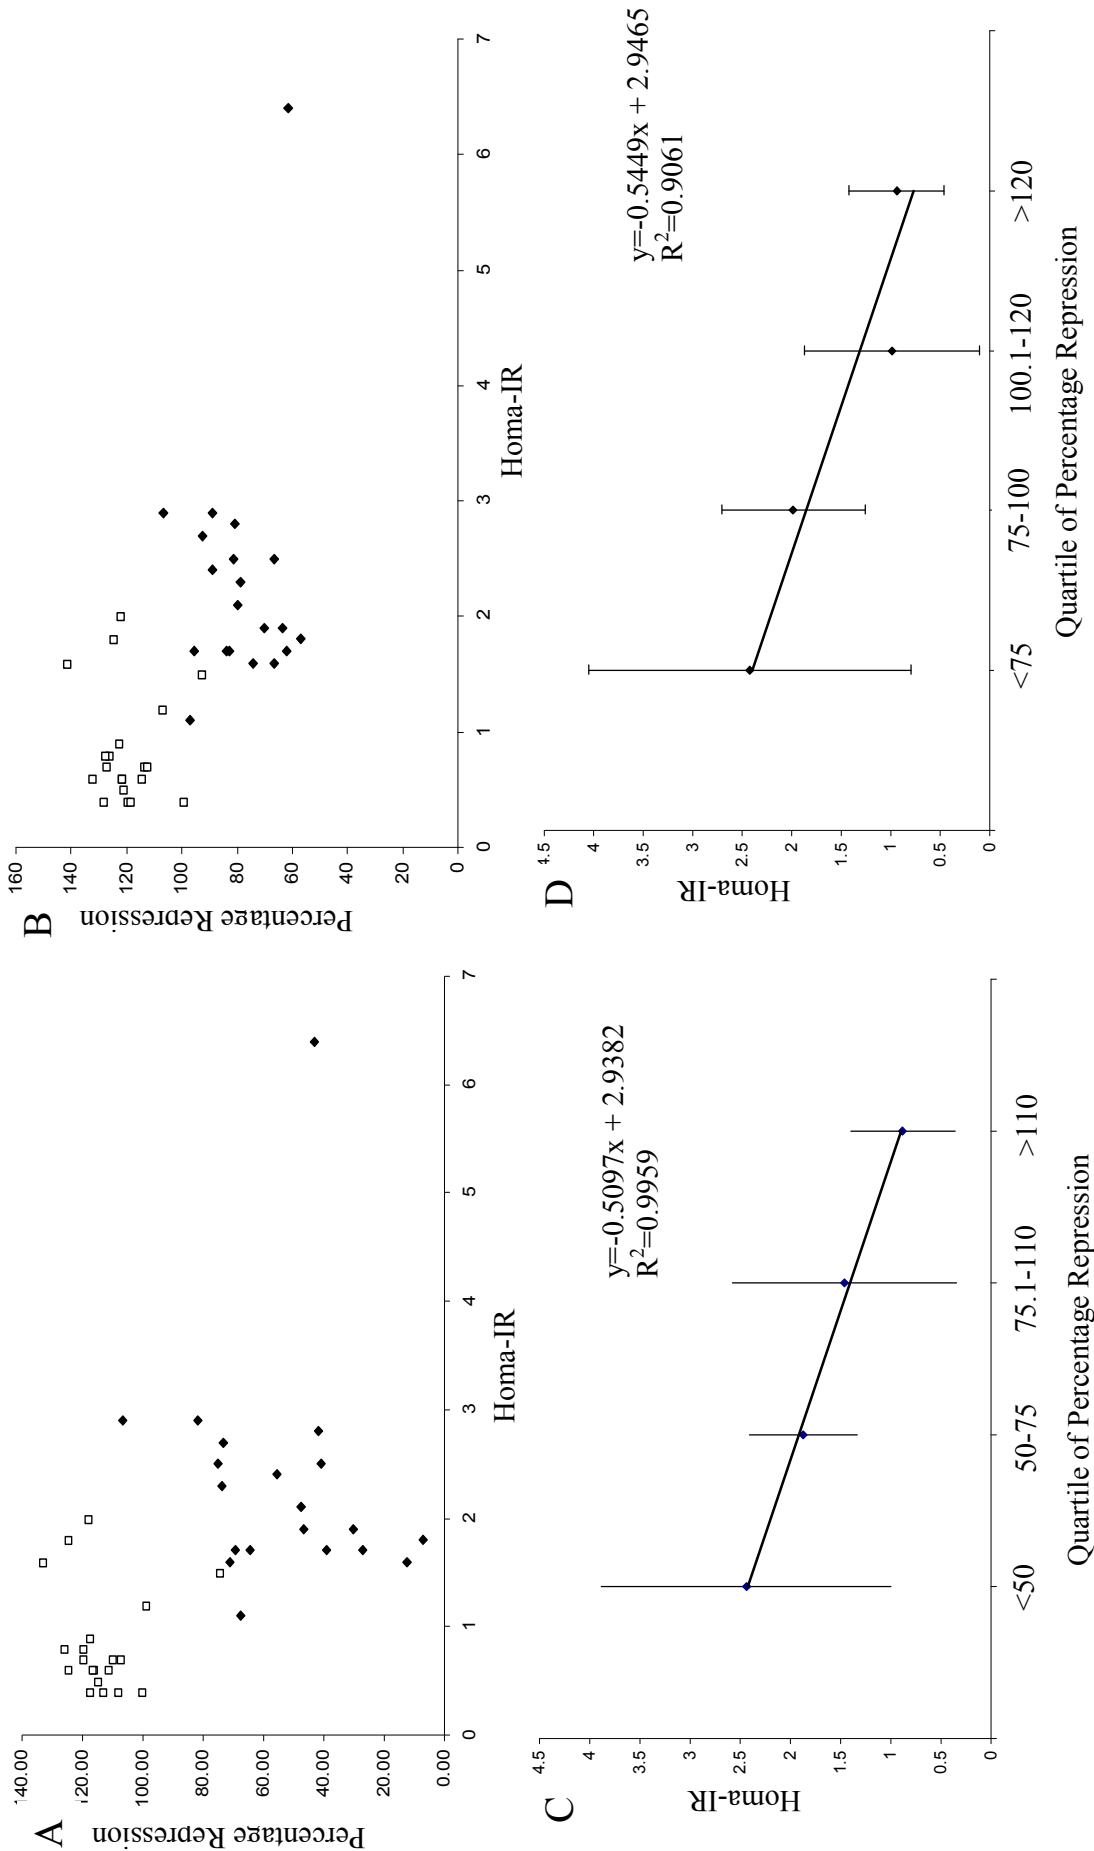 A
Percentage Repression
140.00
120.00
100.00
80.00
60.00
40.00
20.00
0.00
0 1 2 3 4 5 6 7
Homa-IR
B
Percentage Repression
160
140
120
100
80
60
40
20
0
0 1 2 3 4 5 6 7
Homa-IR
C
Homa-IR
4.5
4
3.5
3
2.5
2
1.5
1
0.5
0
y=-0.5097x + 2.9382
R²=0.9959
<50 50-75 75.1-110 >110
Quartile of Percentage Repression
D
Homa-IR
4.5
4
3.5
3
2.5
2
1.5
1
0.5
0
y=-0.5449x + 2.9465
R²=0.9061
<75 75-100 100.1-120 >120
Quartile of Percentage Repression